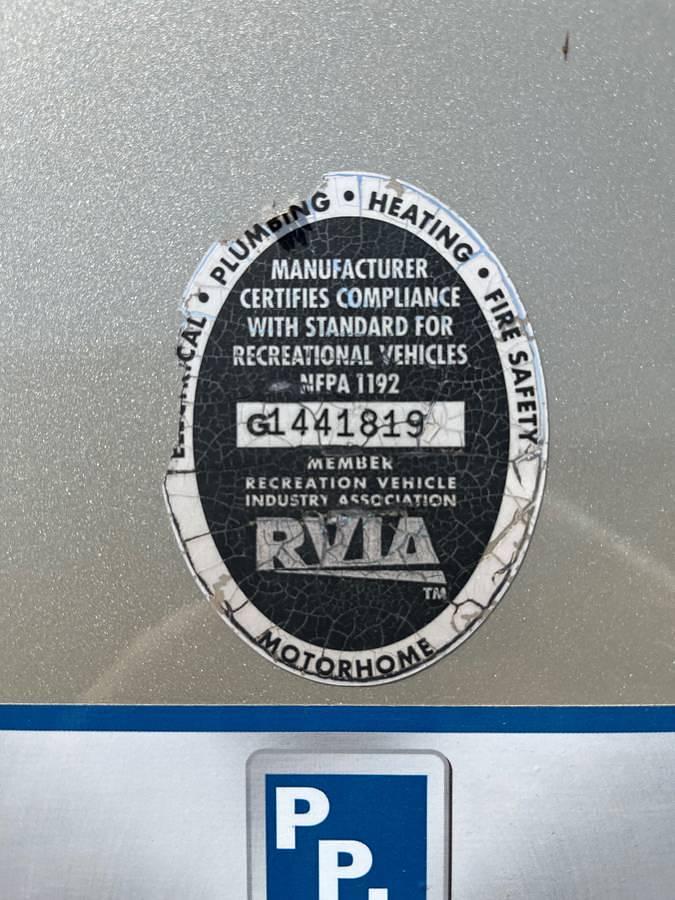 ELECTRICAL • PLUMBING • HEATING • FIRE SAFETY
MANUFACTURER
CERTIFIES COMPLIANCE
WITH STANDARD FOR
RECREATIONAL VEHICLES
NFPA 1192
G1441819
MEMBER
RECREATION VEHICLE
INDUSTRY ASSOCIATION
RVIA
TM
MOTORHOME
P
P